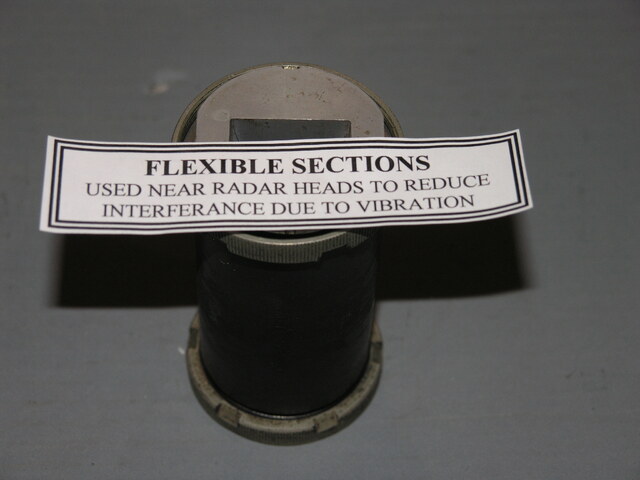 FLEXIBLE SECTIONS
USED NEAR RADAR HEADS TO REDUCE
INTERFERANCE DUE TO VIBRATION